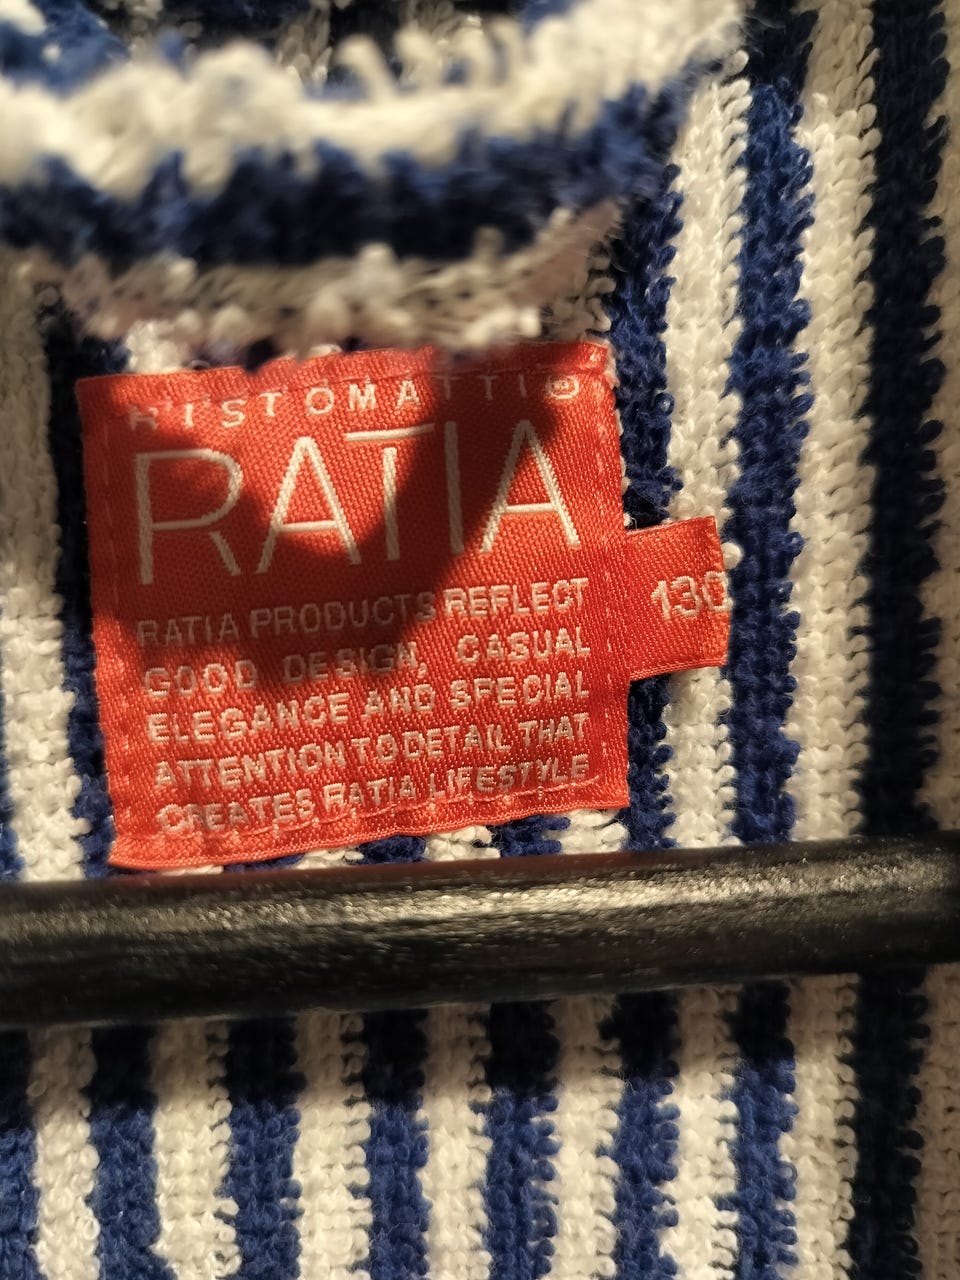 RISTOMATTI®
RATIA
130
RATIA PRODUCTS REFLECT
GOOD DESIGN, CASUAL
ELEGANCE AND SPECIAL
ATTENTION TO DETAIL THAT
CREATES RATIA LIFESTYLE